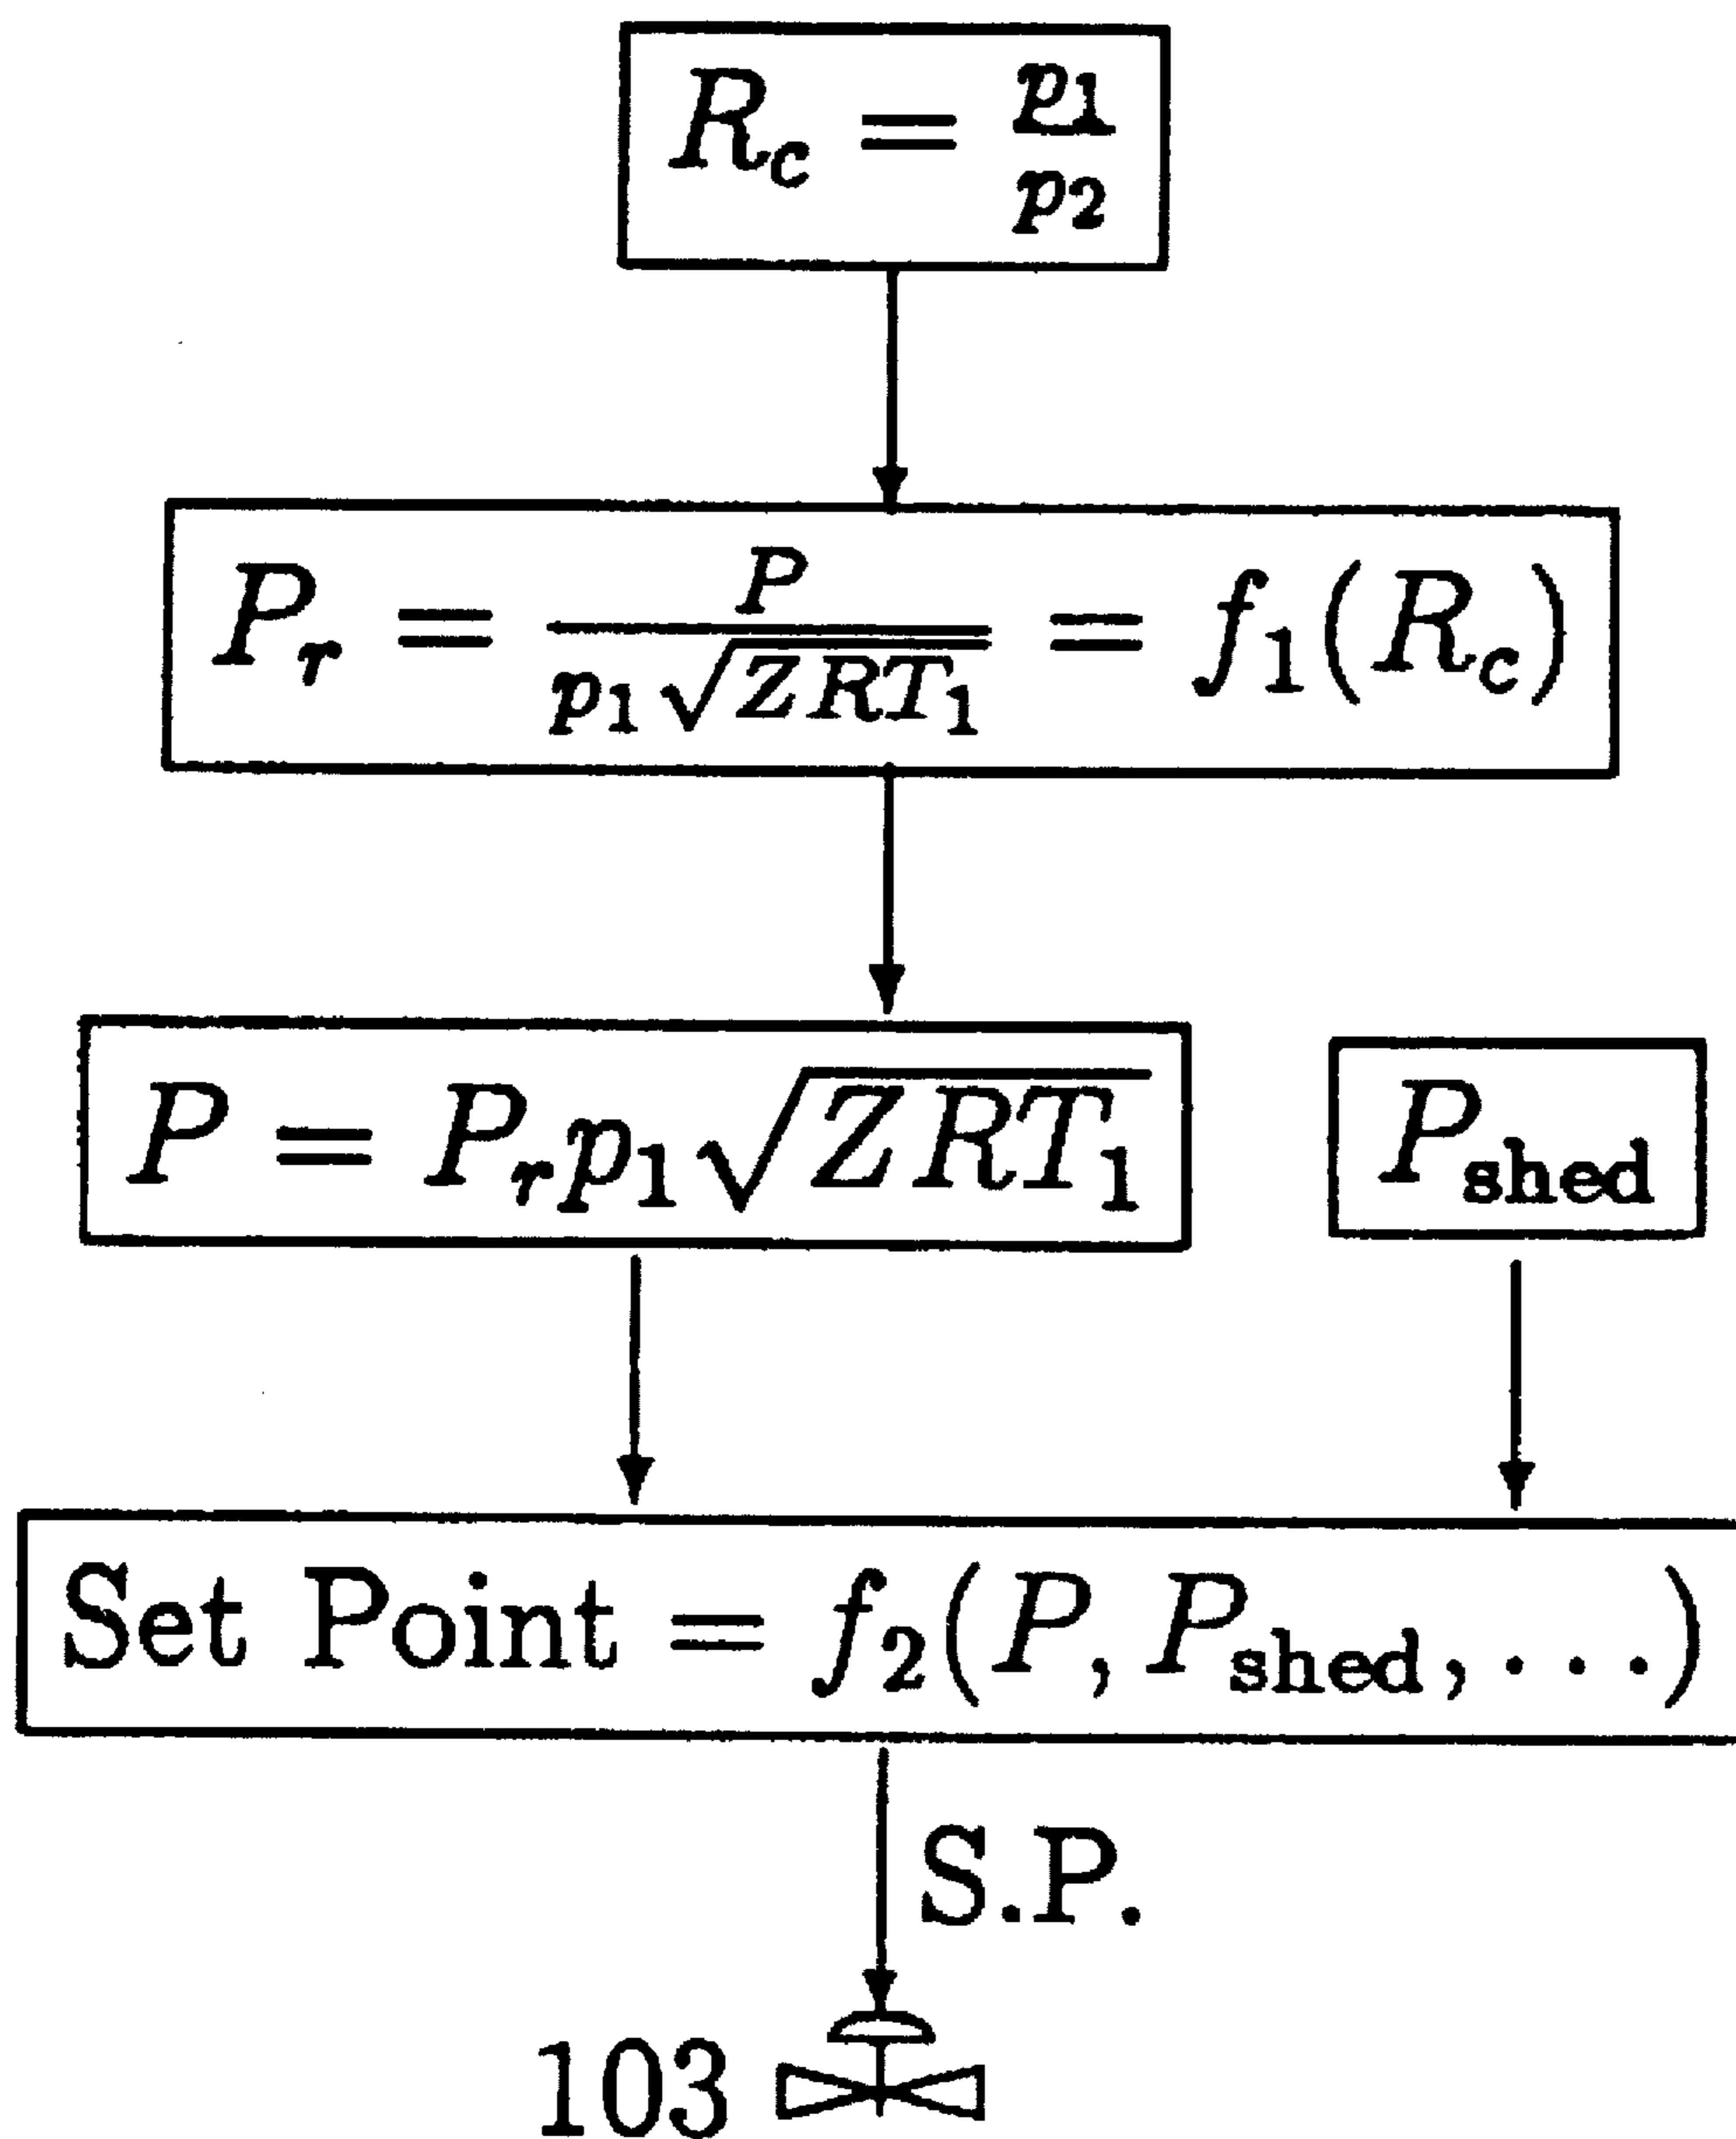 R_c = p_1/p_2
P_r = P/(p_1√(ZRT_1)) = f_1(R_c)
P = P_r p_1√(ZRT_1)
P_shed
Set Point = f_2(P, P_shed, . . .)
S.P.
103